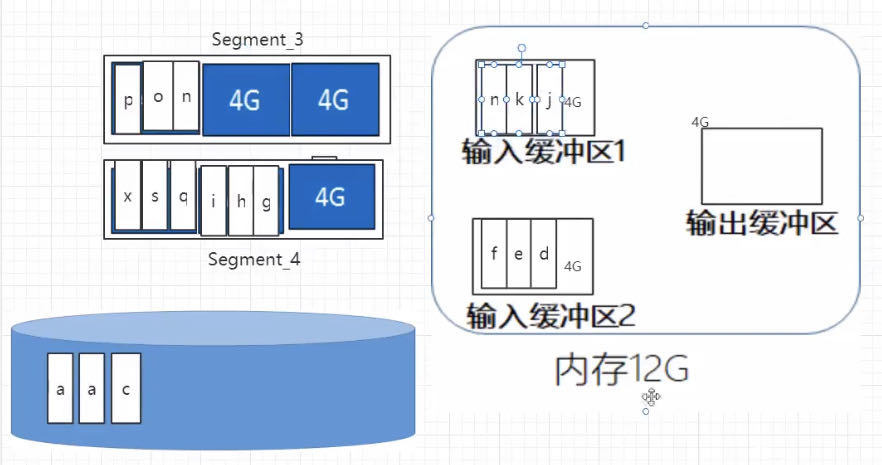 Segment_3
p o n 4G 4G
x s q i h g 4G
Segment_4
a a c
n k j 4G
输入缓冲区1
f e d 4G
输入缓冲区2
4G
输出缓冲区
内存12G